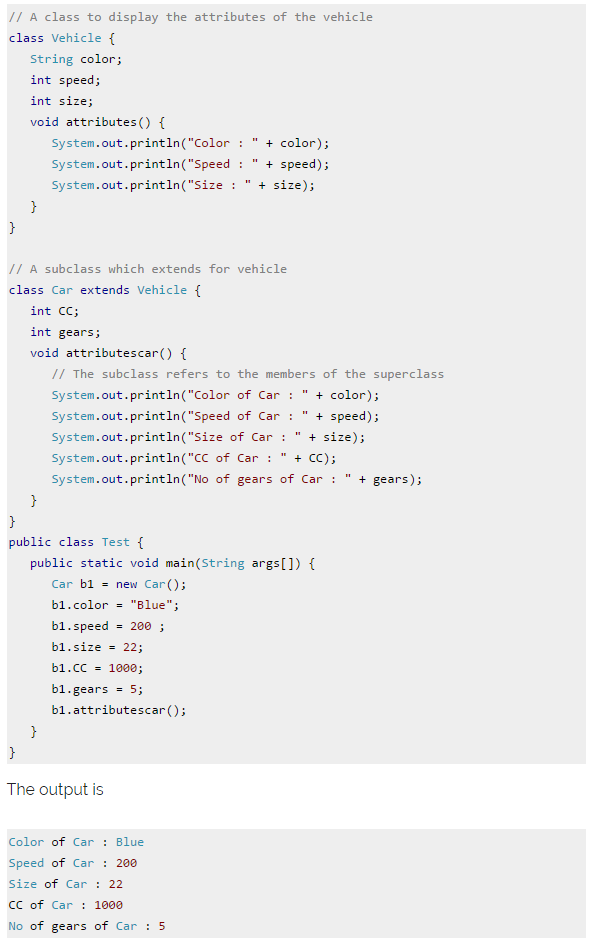 // A class to display the attributes of the vehicle
class Vehicle {
   String color;
   int speed;
   int size;
   void attributes() {
      System.out.println("Color : " + color);
      System.out.println("Speed : " + speed);
      System.out.println("Size : " + size);
   }
}

// A subclass which extends for vehicle
class Car extends Vehicle {
   int CC;
   int gears;
   void attributescar() {
      // The subclass refers to the members of the superclass
      System.out.println("Color of Car : " + color);
      System.out.println("Speed of Car : " + speed);
      System.out.println("Size of Car : " + size);
      System.out.println("CC of Car : " + CC);
      System.out.println("No of gears of Car : " + gears);
   }
}
public class Test {
   public static void main(String args[]) {
      Car b1 = new Car();
      b1.color = "Blue";
      b1.speed = 200 ;
      b1.size = 22;
      b1.CC = 1000;
      b1.gears = 5;
      b1.attributescar();
   }
}
The output is
Color of Car : Blue
Speed of Car : 200
Size of Car : 22
CC of Car : 1000
No of gears of Car : 5